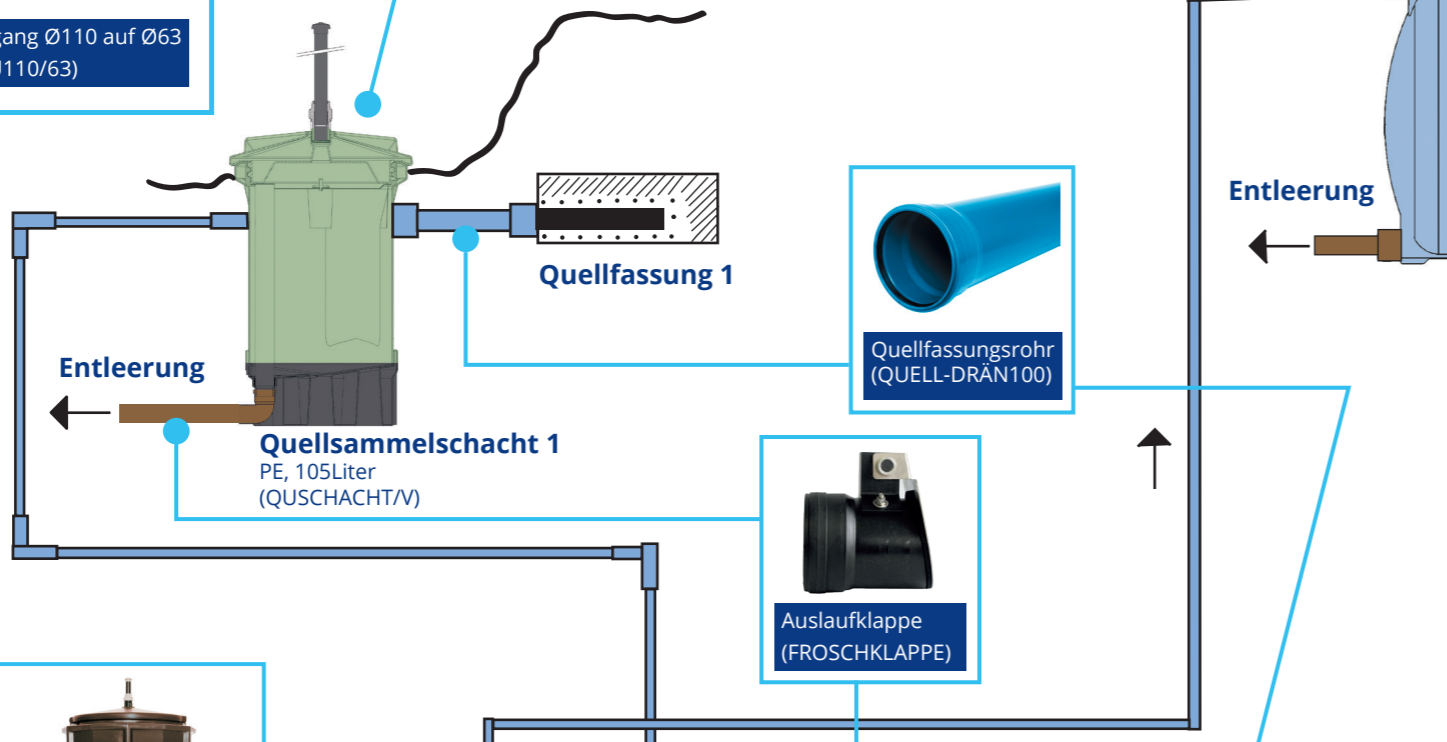 gang Ø110 auf Ø63
110/63)
Entleerung
Quellfassung 1
Quellfassungsrohr
(QUELL-DRÄN100)
Entleerung
Quellsammelschacht 1
PE, 105Liter
(QUSCHACHT/V)
Auslaufklappe
(FROSCHKLAPPE)